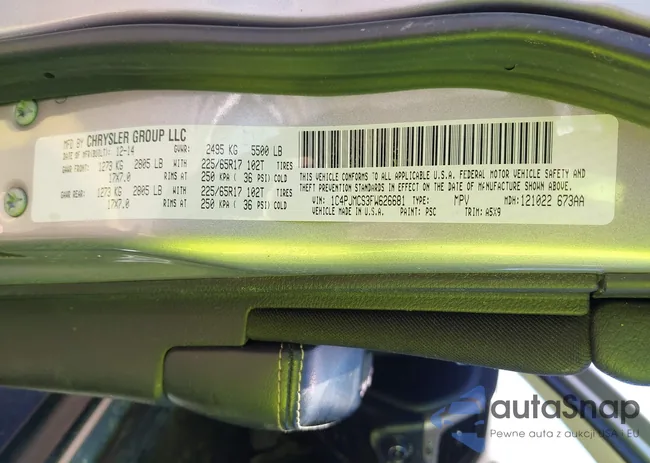 MFD BY CHRYSLER GROUP LLC
DATE OF MFR(BUILT): 12-14 GVWR: 2495 KG 5500 LB
GAWR FRONT: 1273 KG 2805 LB WITH 225/65R17 102T TIRES
17X7.0 RIMS AT 250 KPA ( 36 PSI) COLD
GAWR REAR: 1273 KG 2805 LB WITH 225/65R17 102T TIRES
17X7.0 RIMS AT 250 KPA ( 36 PSI) COLD
THIS VEHICLE CONFORMS TO ALL APPLICABLE U.S.A. FEDERAL MOTOR VEHICLE SAFETY AND
THEFT PREVENTION STANDARDS IN EFFECT ON THE DATE OF MANUFACTURE SHOWN ABOVE.
VIN: 1C4PJMCS3FW626681 TYPE: MPV MDH: 121022 673AA
VEHICLE MADE IN U.S.A. PAINT: PSC TRIM: A5X9
autaSnap
Pewne auta z aukcji USA i EU